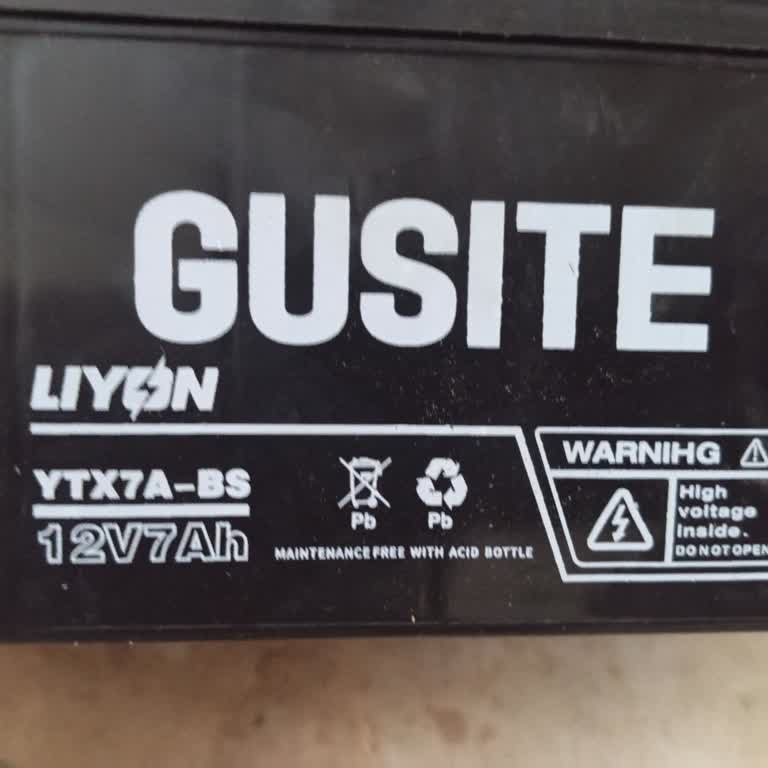 GUSITE
LIYON
YTX7A-BS
12V7Ah
Pb
Pb
MAINTENANCE FREE WITH ACID BOTTLE
WARNIHG
High
voltage
inside.
DO NOT OPEN